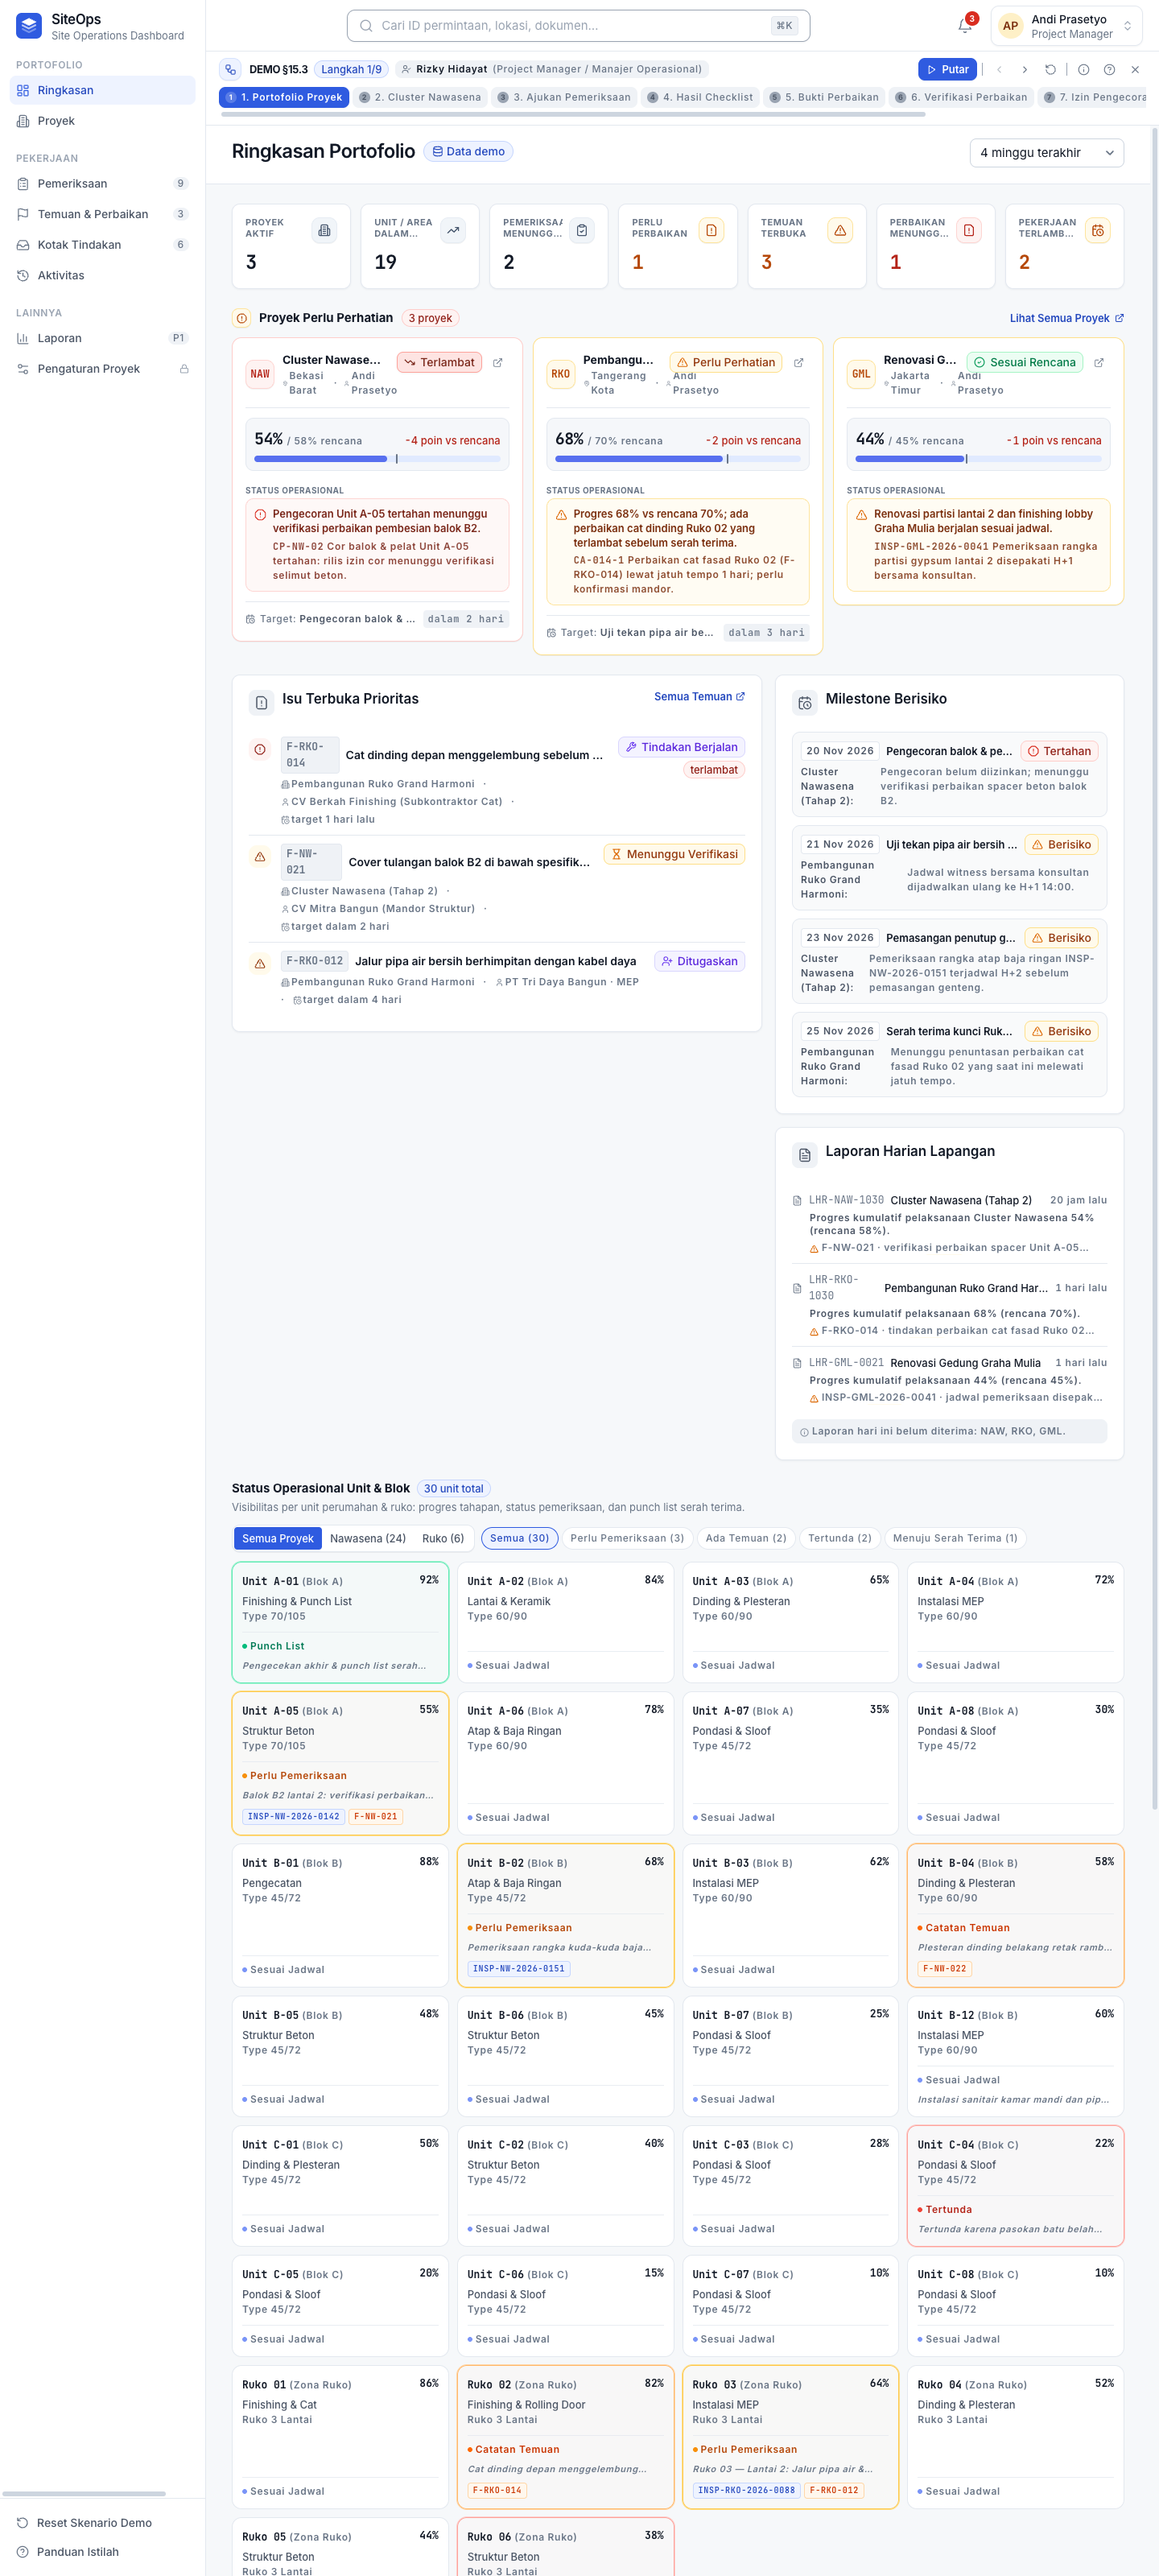 SiteOps
Site Operations Dashboard
Cari ID permintaan, lokasi, dokumen...
⌘K
3
AP
Andi Prasetyo
Project Manager
PORTOFOLIO
Ringkasan
Proyek
PEKERJAAN
Pemeriksaan 9
Temuan & Perbaikan 3
Kotak Tindakan 6
Aktivitas
LAINNYA
Laporan P1
Pengaturan Proyek
Reset Skenario Demo
Panduan Istilah
DEMO §15.3 Langkah 1/9 Rizky Hidayat (Project Manager / Manajer Operasional)
Putar
1 1. Portofolio Proyek
2 2. Cluster Nawasena
3 3. Ajukan Pemeriksaan
4 4. Hasil Checklist
5 5. Bukti Perbaikan
6 6. Verifikasi Perbaikan
7 7. Izin Pengecora
Ringkasan Portofolio Data demo
4 minggu terakhir
PROYEK
AKTIF
3
UNIT / AREA
DALAM...
19
PEMERIKSAA
MENUNGG...
2
PERLU
PERBAIKAN
1
TEMUAN
TERBUKA
3
PERBAIKAN
MENUNGG...
1
PEKERJAAN
TERLAMB...
2
Proyek Perlu Perhatian 3 proyek
Lihat Semua Proyek
NAW
Cluster Nawase...
Terlambat
Bekasi
Barat
·
Andi
Prasetyo
54% / 58% rencana
-4 poin vs rencana
STATUS OPERASIONAL
Pengecoran Unit A-05 tertahan menunggu
verifikasi perbaikan pembesian balok B2.
CP-NW-02 Cor balok & pelat Unit A-05
tertahan: rilis izin cor menunggu verifikasi
selimut beton.
Target: Pengecoran balok & ...
dalam 2 hari
RKO
Pembangu...
Perlu Perhatian
Tangerang
Kota
·
Andi
Prasetyo
68% / 70% rencana
-2 poin vs rencana
STATUS OPERASIONAL
Progres 68% vs rencana 70%; ada
perbaikan cat dinding Ruko 02 yang
terlambat sebelum serah terima.
CA-014-1 Perbaikan cat fasad Ruko 02 (F-
RKO-014) lewat jatuh tempo 1 hari; perlu
konfirmasi mandor.
Target: Uji tekan pipa air be...
dalam 3 hari
GML
Renovasi G...
Sesuai Rencana
Jakarta
Timur
·
Andi
Prasetyo
44% / 45% rencana
-1 poin vs rencana
STATUS OPERASIONAL
Renovasi partisi lantai 2 dan finishing lobby
Graha Mulia berjalan sesuai jadwal.
INSP-GML-2026-0041 Pemeriksaan rangka
partisi gypsum lantai 2 disepakati H+1
bersama konsultan.
Isu Terbuka Prioritas
Semua Temuan
F-RKO-
014
Cat dinding depan menggelembung sebelum ...
Tindakan Berjalan
terlambat
Pembangunan Ruko Grand Harmoni ·
CV Berkah Finishing (Subkontraktor Cat) ·
target 1 hari lalu
F-NW-
021
Cover tulangan balok B2 di bawah spesifik...
Menunggu Verifikasi
Cluster Nawasena (Tahap 2) ·
CV Mitra Bangun (Mandor Struktur) ·
target dalam 2 hari
F-RKO-012
Jalur pipa air bersih berhimpitan dengan kabel daya
Ditugaskan
Pembangunan Ruko Grand Harmoni · PT Tri Daya Bangun · MEP
· target dalam 4 hari
Milestone Berisiko
20 Nov 2026 Pengecoran balok & pe... Tertahan
Cluster
Nawasena
(Tahap 2):
Pengecoran belum diizinkan; menunggu
verifikasi perbaikan spacer beton balok
B2.
21 Nov 2026 Uji tekan pipa air bersih ... Berisiko
Pembangunan
Ruko Grand
Harmoni:
Jadwal witness bersama konsultan
dijadwalkan ulang ke H+1 14:00.
23 Nov 2026 Pemasangan penutup g... Berisiko
Cluster
Nawasena
(Tahap 2):
Pemeriksaan rangka atap baja ringan INSP-
NW-2026-0151 terjadwal H+2 sebelum
pemasangan genteng.
25 Nov 2026 Serah terima kunci Ruk... Berisiko
Pembangunan
Ruko Grand
Harmoni:
Menunggu penuntasan perbaikan cat
fasad Ruko 02 yang saat ini melewati
jatuh tempo.
Laporan Harian Lapangan
LHR-NAW-1030 Cluster Nawasena (Tahap 2) 20 jam lalu
Progres kumulatif pelaksanaan Cluster Nawasena 54%
(rencana 58%).
F-NW-021 · verifikasi perbaikan spacer Unit A-05...
LHR-RKO-
1030
Pembangunan Ruko Grand Har... 1 hari lalu
Progres kumulatif pelaksanaan 68% (rencana 70%).
F-RKO-014 · tindakan perbaikan cat fasad Ruko 02...
LHR-GML-0021 Renovasi Gedung Graha Mulia 1 hari lalu
Progres kumulatif pelaksanaan 44% (rencana 45%).
INSP-GML-2026-0041 · jadwal pemeriksaan disepak...
Laporan hari ini belum diterima: NAW, RKO, GML.
Status Operasional Unit & Blok 30 unit total
Visibilitas per unit perumahan & ruko: progres tahapan, status pemeriksaan, dan punch list serah terima.
Semua Proyek Nawasena (24) Ruko (6)
Semua (30) Perlu Pemeriksaan (3) Ada Temuan (2) Tertunda (2) Menuju Serah Terima (1)
Unit A-01 (Blok A) 92%
Finishing & Punch List
Type 70/105
Punch List
Pengecekan akhir & punch list serah...
Unit A-02 (Blok A) 84%
Lantai & Keramik
Type 60/90
Sesuai Jadwal
Unit A-03 (Blok A) 65%
Dinding & Plesteran
Type 60/90
Sesuai Jadwal
Unit A-04 (Blok A) 72%
Instalasi MEP
Type 60/90
Sesuai Jadwal
Unit A-05 (Blok A) 55%
Struktur Beton
Type 70/105
Perlu Pemeriksaan
Balok B2 lantai 2: verifikasi perbaikan...
INSP-NW-2026-0142 F-NW-021
Unit A-06 (Blok A) 78%
Atap & Baja Ringan
Type 60/90
Sesuai Jadwal
Unit A-07 (Blok A) 35%
Pondasi & Sloof
Type 45/72
Sesuai Jadwal
Unit A-08 (Blok A) 30%
Pondasi & Sloof
Type 45/72
Sesuai Jadwal
Unit B-01 (Blok B) 88%
Pengecatan
Type 45/72
Sesuai Jadwal
Unit B-02 (Blok B) 68%
Atap & Baja Ringan
Type 45/72
Perlu Pemeriksaan
Pemeriksaan rangka kuda-kuda baja...
INSP-NW-2026-0151
Unit B-03 (Blok B) 62%
Instalasi MEP
Type 60/90
Sesuai Jadwal
Unit B-04 (Blok B) 58%
Dinding & Plesteran
Type 60/90
Catatan Temuan
Plesteran dinding belakang retak ramb...
F-NW-022
Unit B-05 (Blok B) 48%
Struktur Beton
Type 45/72
Sesuai Jadwal
Unit B-06 (Blok B) 45%
Struktur Beton
Type 45/72
Sesuai Jadwal
Unit B-07 (Blok B) 25%
Pondasi & Sloof
Type 45/72
Sesuai Jadwal
Unit B-12 (Blok B) 60%
Instalasi MEP
Type 60/90
Sesuai Jadwal
Instalasi sanitair kamar mandi dan pip...
Unit C-01 (Blok C) 50%
Dinding & Plesteran
Type 45/72
Sesuai Jadwal
Unit C-02 (Blok C) 40%
Struktur Beton
Type 45/72
Sesuai Jadwal
Unit C-03 (Blok C) 28%
Pondasi & Sloof
Type 45/72
Sesuai Jadwal
Unit C-04 (Blok C) 22%
Pondasi & Sloof
Type 45/72
Tertunda
Tertunda karena pasokan batu belah...
Unit C-05 (Blok C) 20%
Pondasi & Sloof
Type 45/72
Sesuai Jadwal
Unit C-06 (Blok C) 15%
Pondasi & Sloof
Type 45/72
Sesuai Jadwal
Unit C-07 (Blok C) 10%
Pondasi & Sloof
Type 45/72
Sesuai Jadwal
Unit C-08 (Blok C) 10%
Pondasi & Sloof
Type 45/72
Sesuai Jadwal
Ruko 01 (Zona Ruko) 86%
Finishing & Cat
Ruko 3 Lantai
Sesuai Jadwal
Ruko 02 (Zona Ruko) 82%
Finishing & Rolling Door
Ruko 3 Lantai
Catatan Temuan
Cat dinding depan menggelembung...
F-RKO-014
Ruko 03 (Zona Ruko) 64%
Instalasi MEP
Ruko 3 Lantai
Perlu Pemeriksaan
Ruko 03 — Lantai 2: Jalur pipa air &...
INSP-RKO-2026-0088 F-RKO-012
Ruko 04 (Zona Ruko) 52%
Dinding & Plesteran
Ruko 3 Lantai
Sesuai Jadwal
Ruko 05 (Zona Ruko) 44%
Struktur Beton
Ruko 3 Lantai
Ruko 06 (Zona Ruko) 38%
Struktur Beton
Ruko 3 Lantai